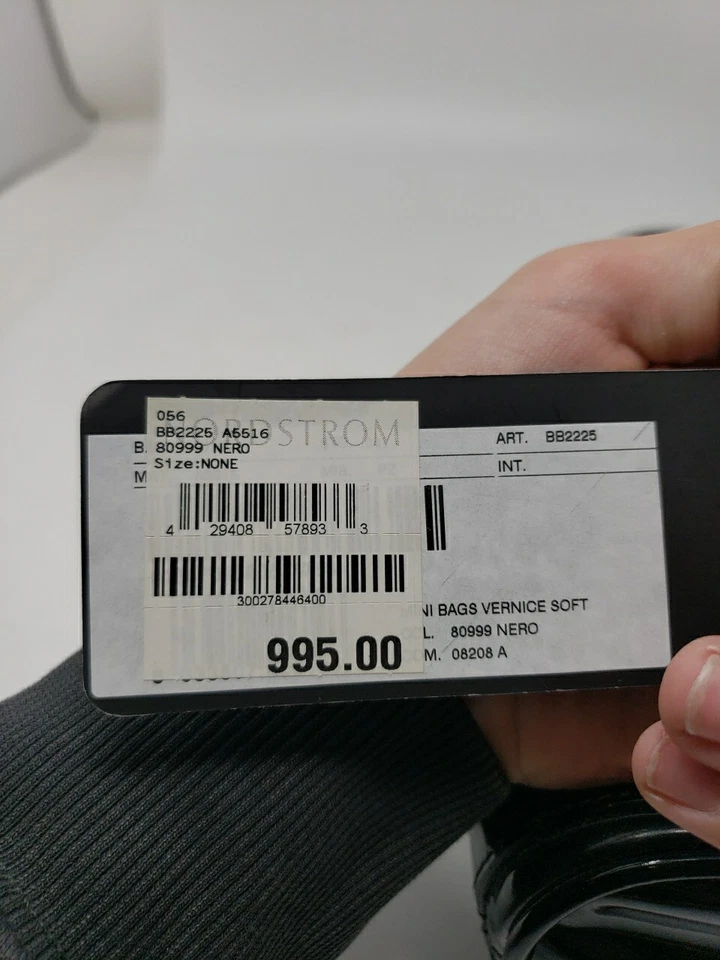 056
ORDSTROM
BB2225 A5516
80999 NERO
Size:NONE
4 29408 57893 3
300278446400
995.00
B.
M
ART. BB2225
INT.
NI BAGS VERNICE SOFT
L. 80999 NERO
M. 08208 A